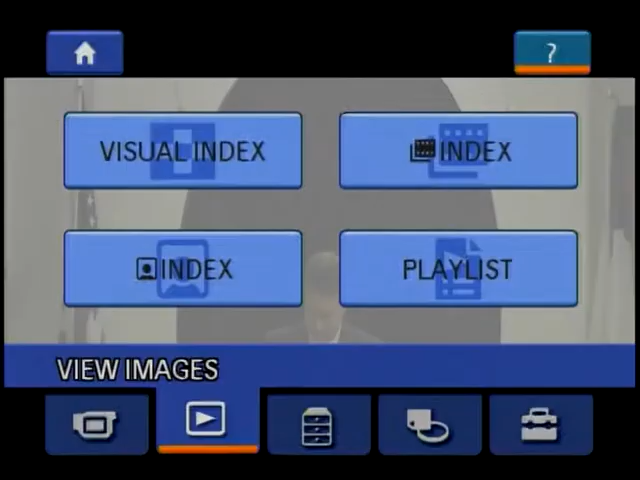 ?
VISUAL INDEX
INDEX
INDEX
PLAYLIST
VIEW IMAGES